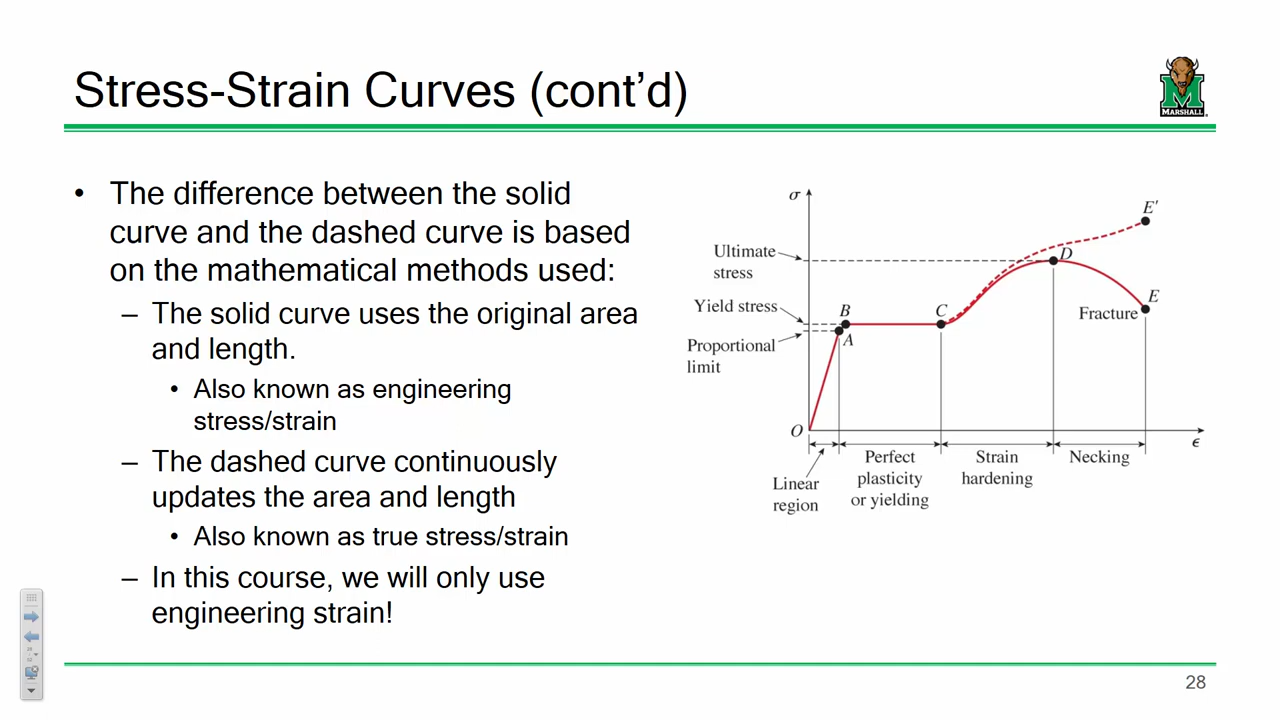 Stress-Strain Curves (cont’d)
MARSHALL
• The difference between the solid
curve and the dashed curve is based
on the mathematical methods used:
– The solid curve uses the original area
and length.
• Also known as engineering
stress/strain
– The dashed curve continuously
updates the area and length
• Also known as true stress/strain
– In this course, we will only use
engineering strain!
σ
E'
Ultimate
stress
D
Yield stress
B
C
E
Fracture
A
Proportional
limit
O
ϵ
Linear
region
Perfect
plasticity
or yielding
Strain
hardening
Necking
28